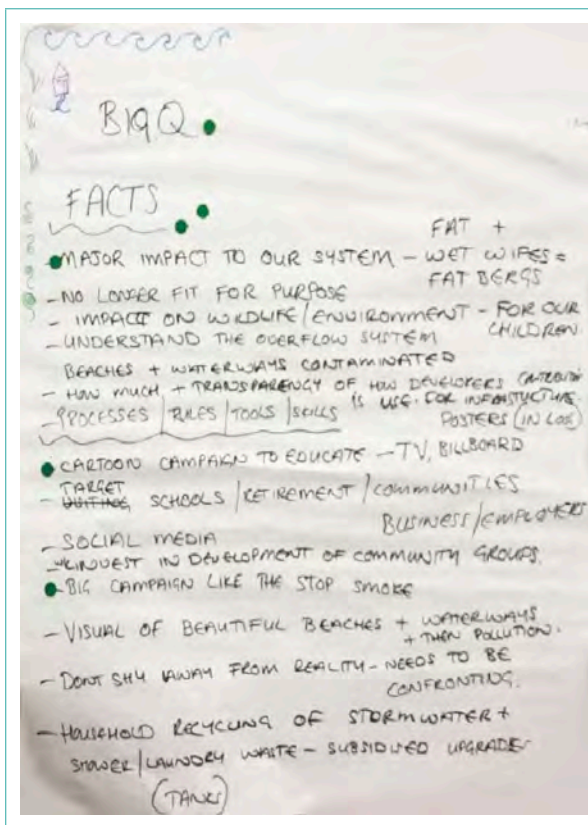 BIG Q
FACTS
- MAJOR IMPACT TO OUR SYSTEM - FAT + WET WIPES = FAT BERGS
- NO LONGER FIT FOR PURPOSE
- IMPACT ON WILDLIFE/ENVIRONMENT - FOR OUR CHILDREN
- UNDERSTAND THE OVERFLOW SYSTEM
BEACHES + WATERWAYS CONTAMINATED
- HOW MUCH + TRANSPARENCY OF HOW DEVELOPERS
IS USE. FOR INFRASTUCTURE.
- PROCESSES | RULES | TOOLS | SKILLS
POSTERS (IN LOO)
- CARTOON CAMPAIGN TO EDUCATE - TV, BILLBOARD
- TARGET SCHOOLS / RETIREMENT / COMMUNITIES
BUSINESS / EMPLOYERS
- SOCIAL MEDIA
- INVEST IN DEVELOPMENT OF COMMUNITY GROUPS.
- BIG CAMPAIGN LIKE THE STOP SMOKE
- VISUAL OF BEAUTIFUL BEACHES + WATERWAYS
+ THEN POLLUTION.
- DONT SHY AWAY FROM REALITY - NEEDS TO BE
CONFRONTING.
- HOUSEHOLD RECYCLING OF STORMWATER +
SHOWER / LAUNDRY WASTE - SUBSIDISED UPGRADES
(TANKS)